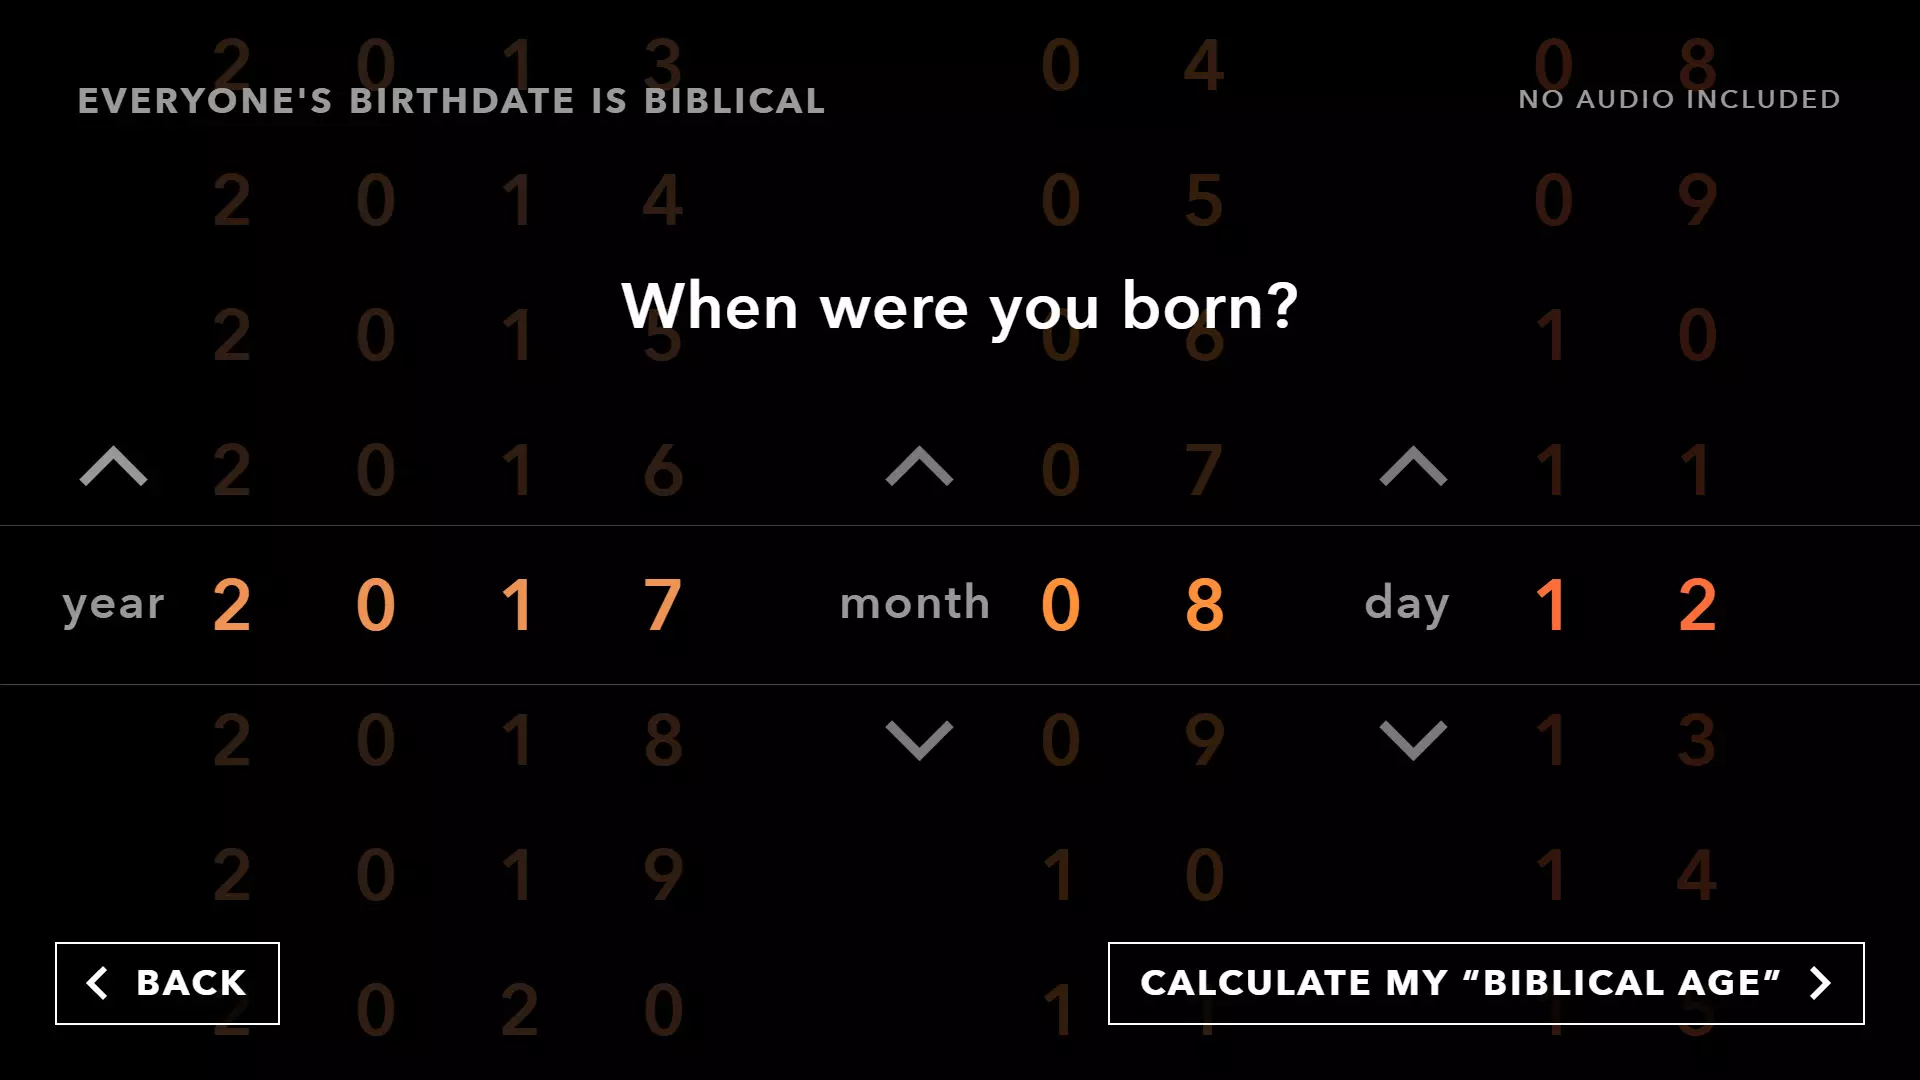 2 0 1 3 0 4 0 8
EVERYONE'S BIRTHDATE IS BIBLICAL NO AUDIO INCLUDED
2 0 1 4 0 5 0 9
When were you born?
2 0 1 5 0 6 1 0
2 0 1 6 0 7 1 1
year 2 0 1 7 month 0 8 day 1 2
2 0 1 8 0 9 1 3
2 0 1 9 1 0 1 4
BACK CALCULATE MY “BIBLICAL AGE”
2 0 2 0 1 1 1 5